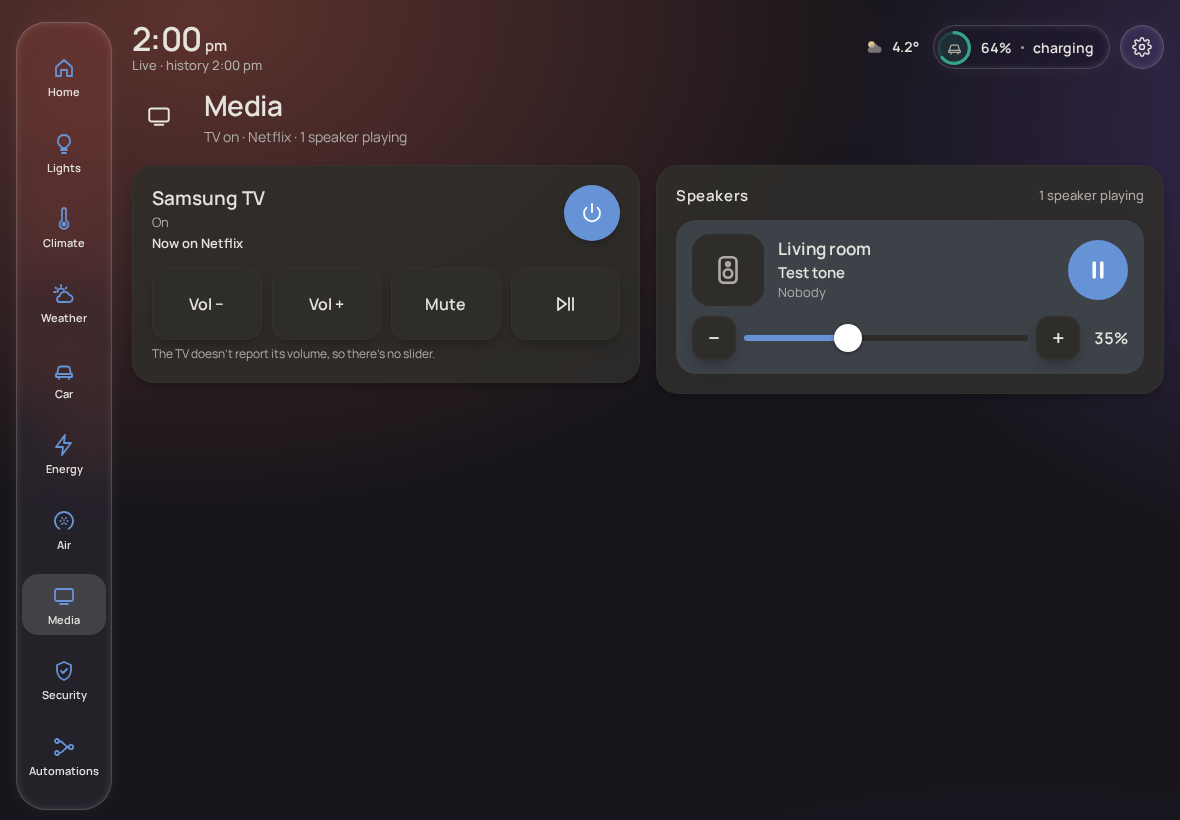 2:00 pm
Live · history 2:00 pm
4.2°
64% · charging
Home
Lights
Climate
Weather
Car
Energy
Air
Media
Security
Automations
Media
TV on · Netflix · 1 speaker playing
Samsung TV
On
Now on Netflix
Vol −
Vol +
Mute
The TV doesn't report its volume, so there's no slider.
Speakers
1 speaker playing
Living room
Test tone
Nobody
−
+
35%